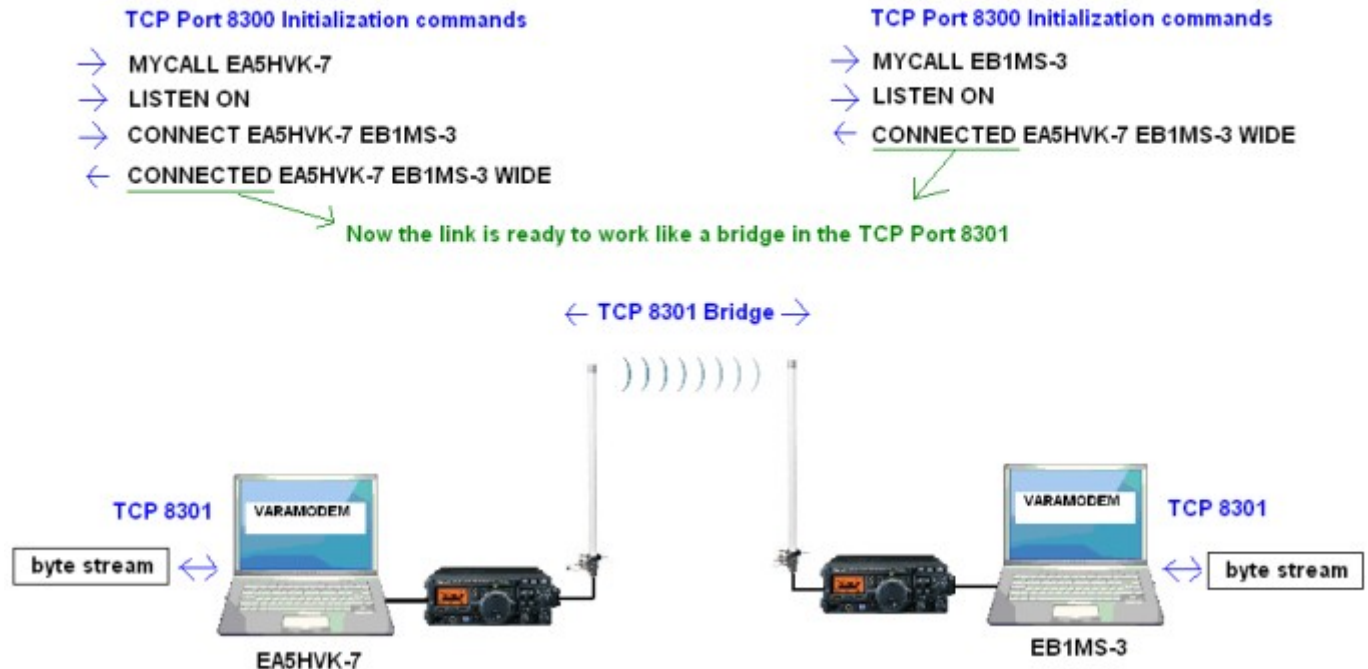 TCP Port 8300 Initialization commands
MYCALL EA5HVK-7
LISTEN ON
CONNECT EA5HVK-7 EB1MS-3
CONNECTED EA5HVK-7 EB1MS-3 WIDE
TCP Port 8300 Initialization commands
MYCALL EB1MS-3
LISTEN ON
CONNECTED EA5HVK-7 EB1MS-3 WIDE
Now the link is ready to work like a bridge in the TCP Port 8301
TCP 8301 Bridge
TCP 8301
VARAMODEM
byte stream
EA5HVK-7
VARAMODEM
TCP 8301
byte stream
EB1MS-3